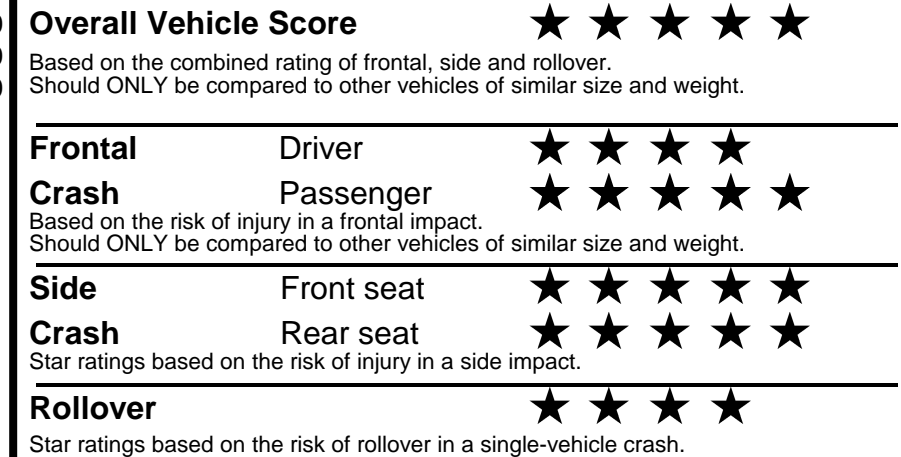 Overall Vehicle Score ★ ★ ★ ★ ★
Based on the combined rating of frontal, side and rollover.
Should ONLY be compared to other vehicles of similar size and weight.
Frontal Driver ★ ★ ★ ★
Crash Passenger ★ ★ ★ ★ ★
Based on the risk of injury in a frontal impact.
Should ONLY be compared to other vehicles of similar size and weight.
Side Front seat ★ ★ ★ ★ ★
Crash Rear seat ★ ★ ★ ★ ★
Star ratings based on the risk of injury in a side impact.
Rollover ★ ★ ★ ★
Star ratings based on the risk of rollover in a single-vehicle crash.